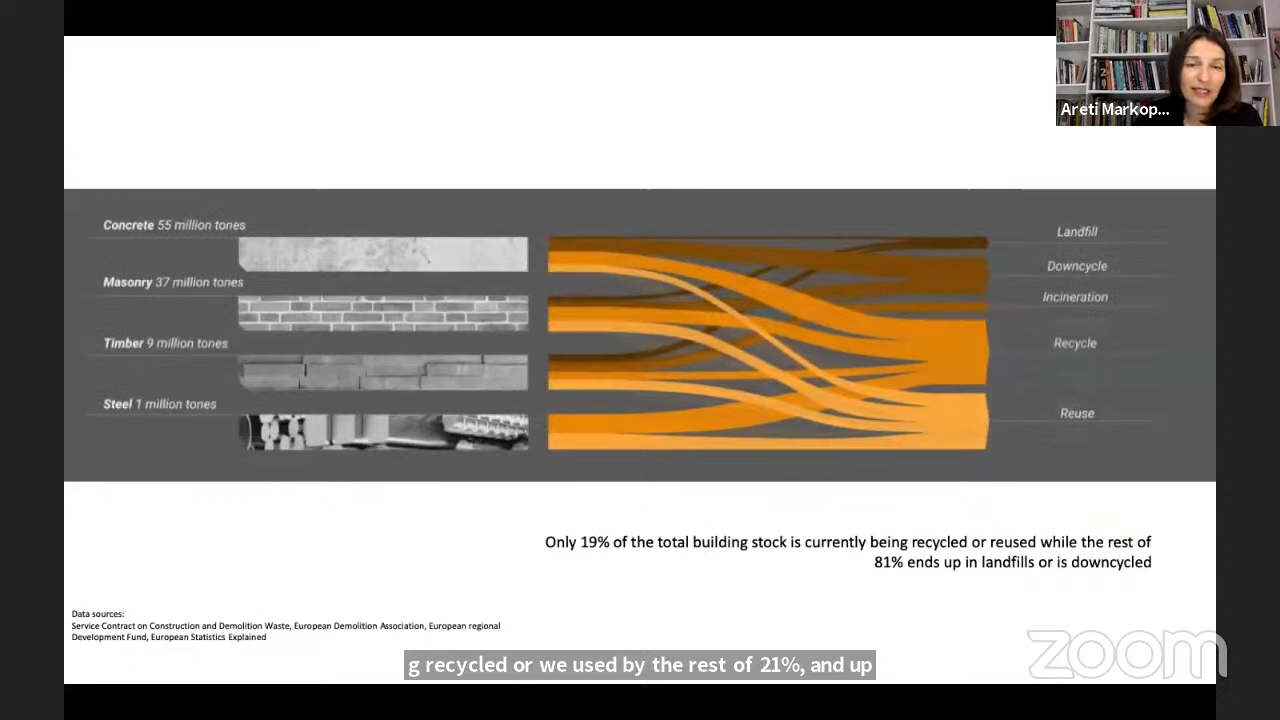 Areti Markop...
Concrete 55 million tones
Masonry 37 million tones
Timber 9 million tones
Steel 1 million tones
Landfill
Downcycle
Incineration
Recycle
Reuse
Only 19% of the total building stock is currently being recycled or reused while the rest of
81% ends up in landfills or is downcycled
Data sources:
Service Contract on Construction and Demolition Waste, European Demolition Association, European regional
Development Fund, European Statistics Explained
g recycled or we used by the rest of 21%, and up
zoom